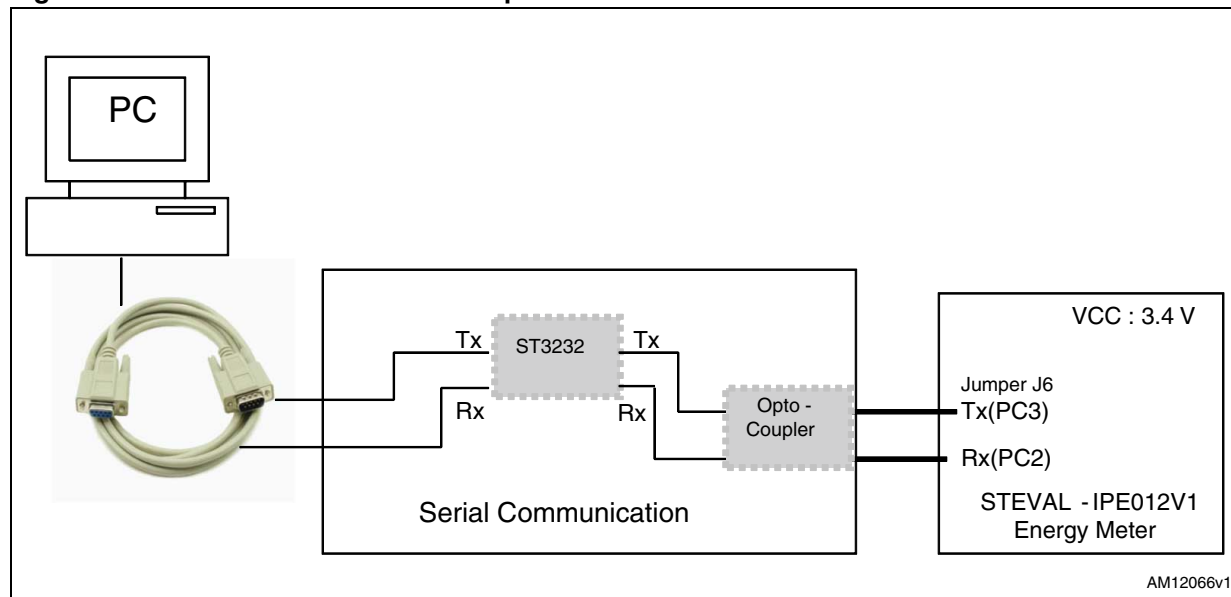 PC
VCC : 3.4 V
Tx
ST3232
Tx
Jumper J6
Opto -
Coupler
Tx(PC3)
Rx
Rx
Rx(PC2)
Serial Communication
STEVAL - IPE012V1
Energy Meter
AM12066v1